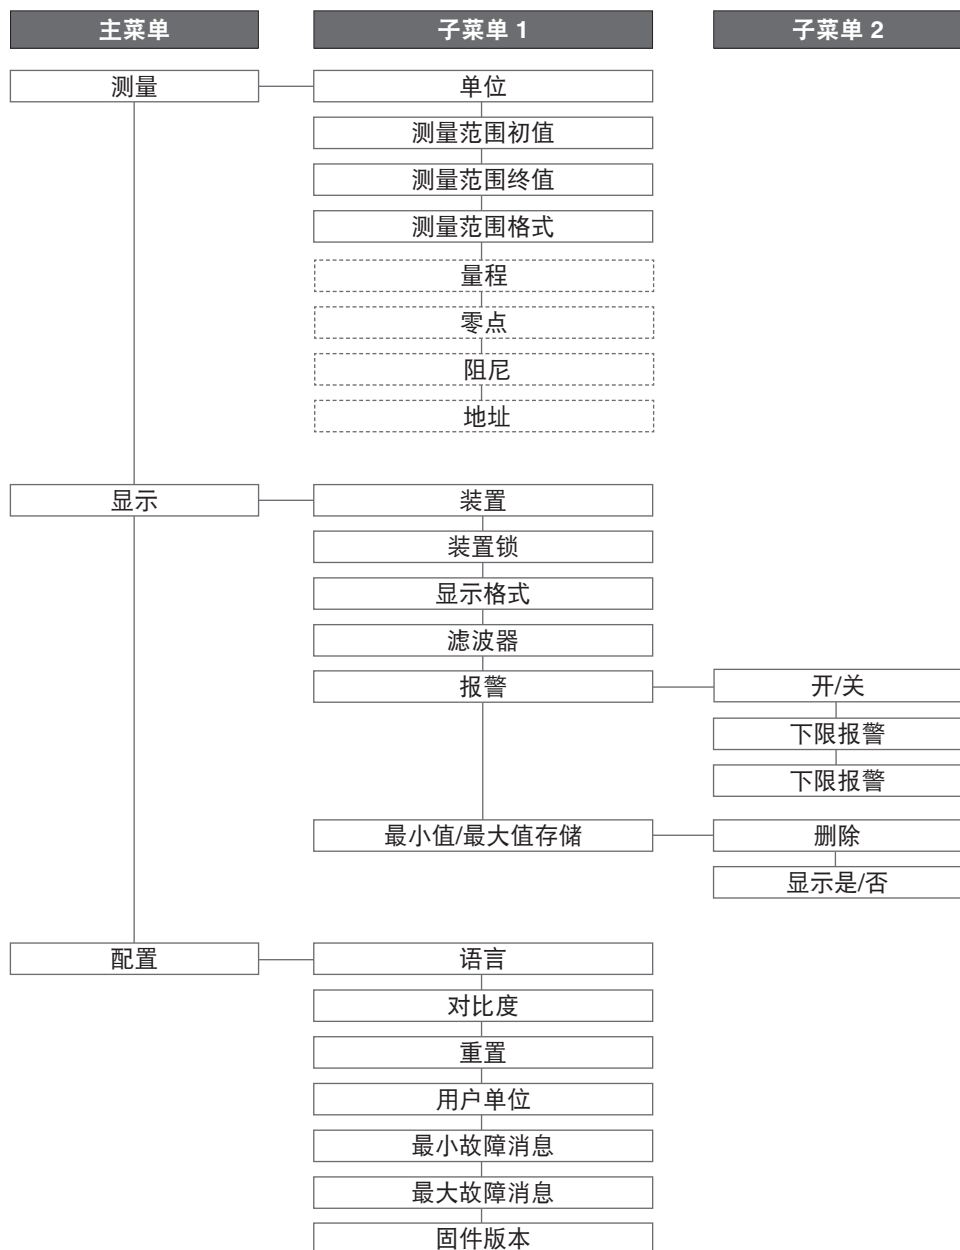 主菜单 子菜单 1 子菜单 2
测量 单位
测量范围初值
测量范围终值
测量范围格式
量程
零点
阻尼
地址
显示 装置
装置锁
显示格式
滤波器
报警 开/关
下限报警
下限报警
最小值/最大值存储 删除
显示是/否
配置 语言
对比度
重置
用户单位
最小故障消息
最大故障消息
固件版本